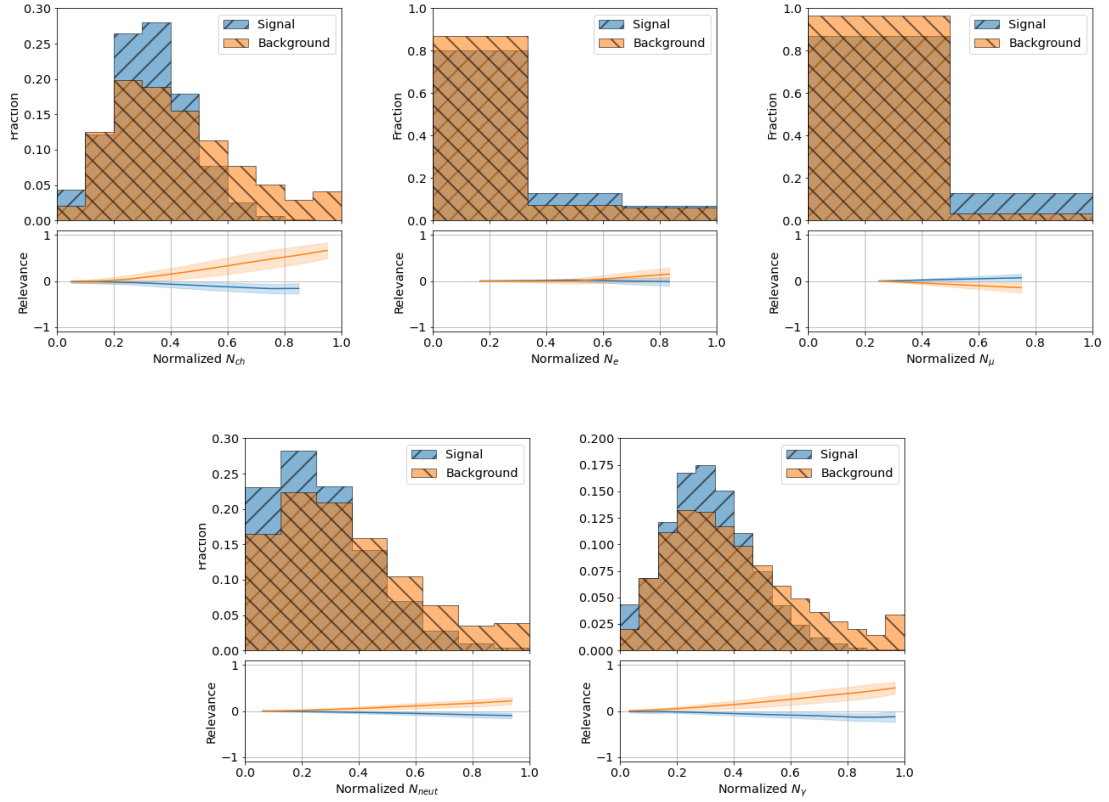 0.30
0.25
0.20
0.15
0.10
0.05
0.00
Fraction
Signal
Background
1
0
−1
Relevance
0.0 0.2 0.4 0.6 0.8 1.0
Normalized N_ch
1.0
0.8
0.6
0.4
0.2
0.0
Fraction
Signal
Background
1
0
−1
Relevance
0.0 0.2 0.4 0.6 0.8 1.0
Normalized N_e
1.0
0.8
0.6
0.4
0.2
0.0
Fraction
Signal
Background
1
0
−1
Relevance
0.0 0.2 0.4 0.6 0.8 1.0
Normalized N_μ
0.30
0.25
0.20
0.15
0.10
0.05
0.00
Fraction
Signal
Background
1
0
−1
Relevance
0.0 0.2 0.4 0.6 0.8 1.0
Normalized N_neut
0.200
0.175
0.150
0.125
0.100
0.075
0.050
0.025
0.000
Fraction
Signal
Background
1
0
−1
Relevance
0.0 0.2 0.4 0.6 0.8 1.0
Normalized N_γ